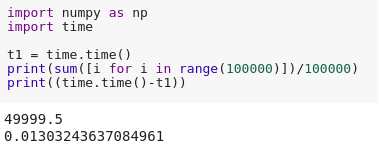 import numpy as np
import time
t1 = time.time()
print(sum([i for i in range(100000)])/100000)
print((time.time()-t1))
49999.5
0.01303243637084961